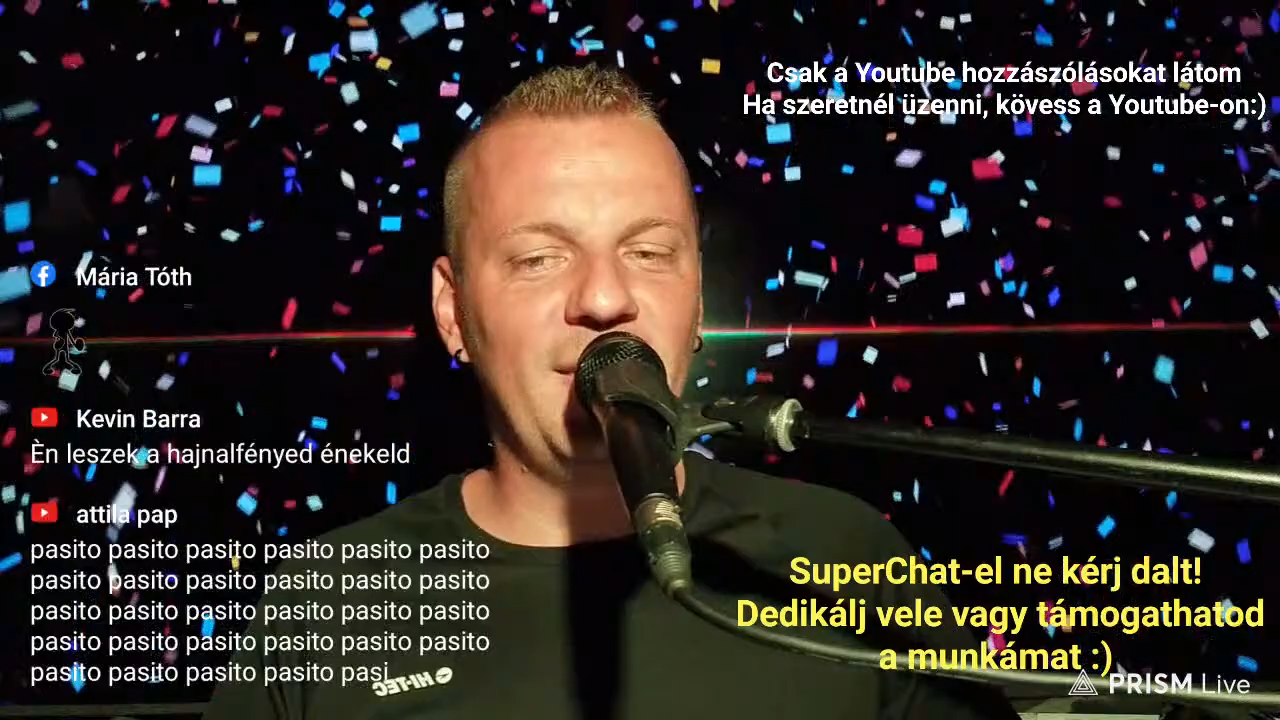 Csak a Youtube hozzászólásokat látom
Ha szeretnél üzenni, kövess a Youtube-on:)
Mária Tóth
Kevin Barra
Èn leszek a hajnalfényed énekeld
attila pap
pasito pasito pasito pasito pasito pasito
pasito pasito pasito pasito pasito pasito
pasito pasito pasito pasito pasito pasito
pasito pasito pasito pasito pasito pasito
pasito pasito pasito pasito pasi
HI-TEC
SuperChat-el ne kérj dalt!
Dedikálj vele vagy támogathatod
a munkámat :)
PRISM Live